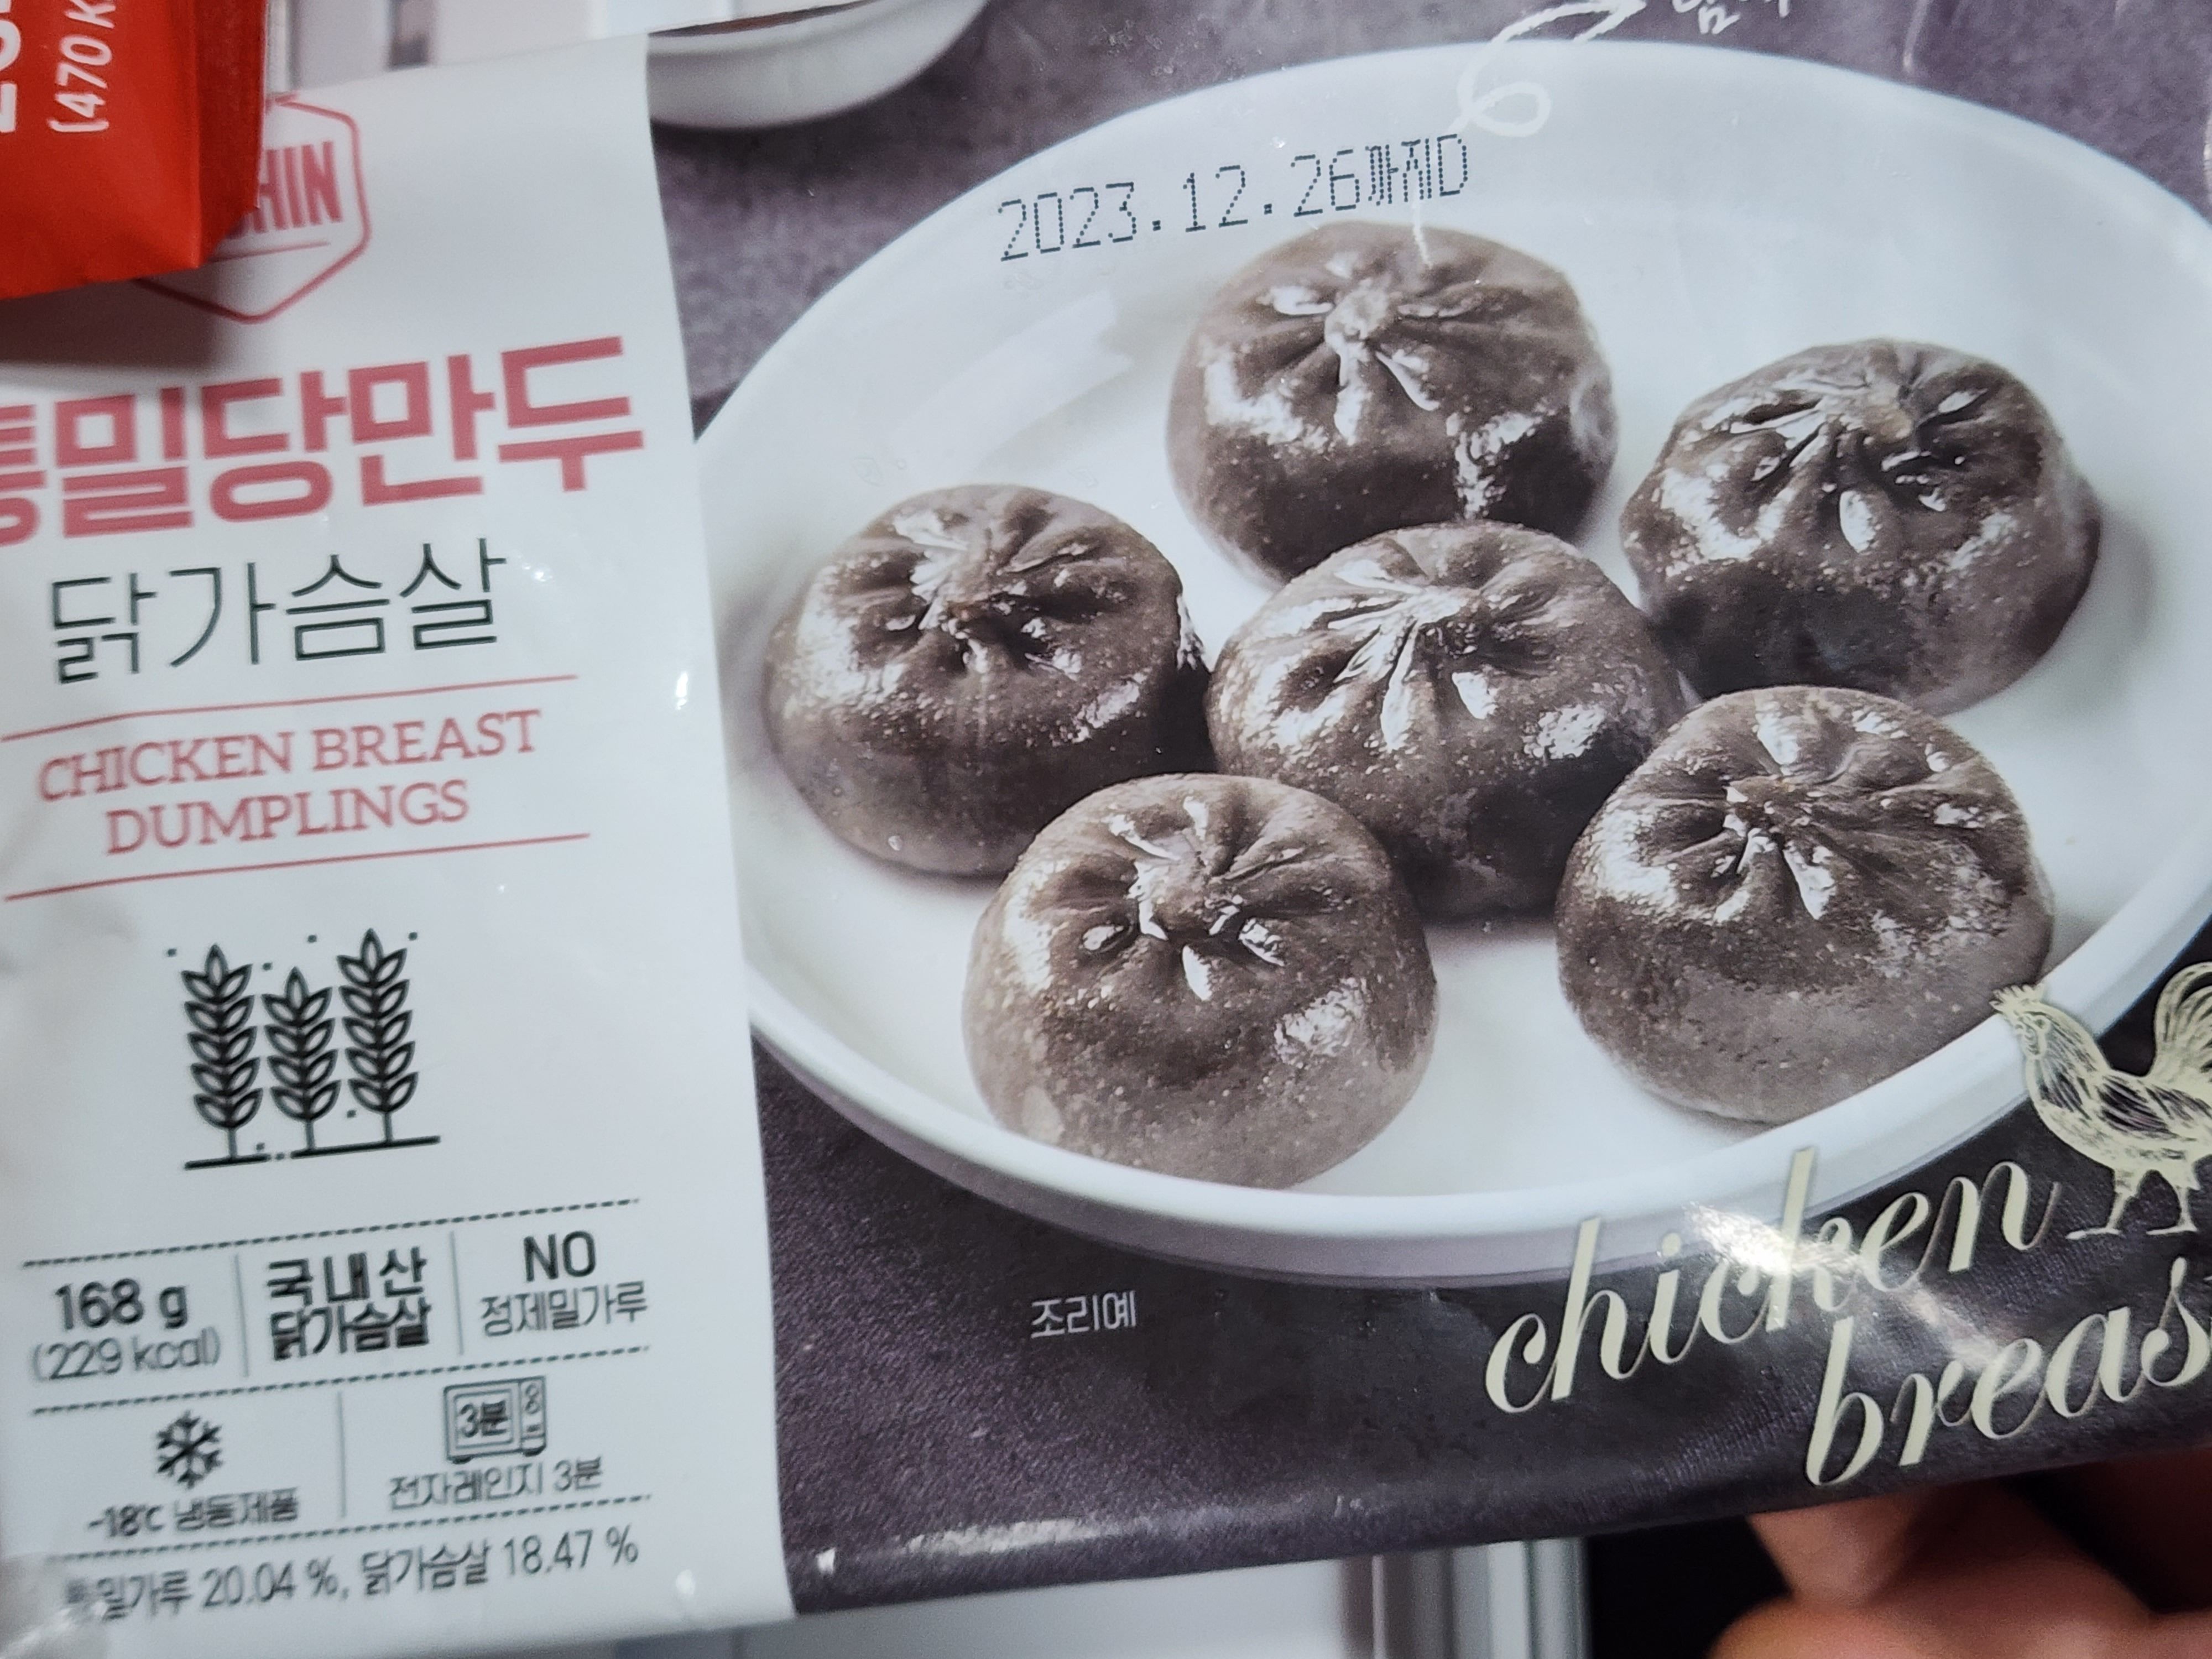 (470 K
HIN
통밀당만두
닭가슴살
CHICKEN BREAST
DUMPLINGS
168 g
(229 kcal)
국내산
닭가슴살
NO
정제밀가루
-18℃ 냉동제품
3분
전자레인지 3분
통밀가루 20.04 %, 닭가슴살 18.47 %
2023.12.26까지D
조리예
chicken
breas